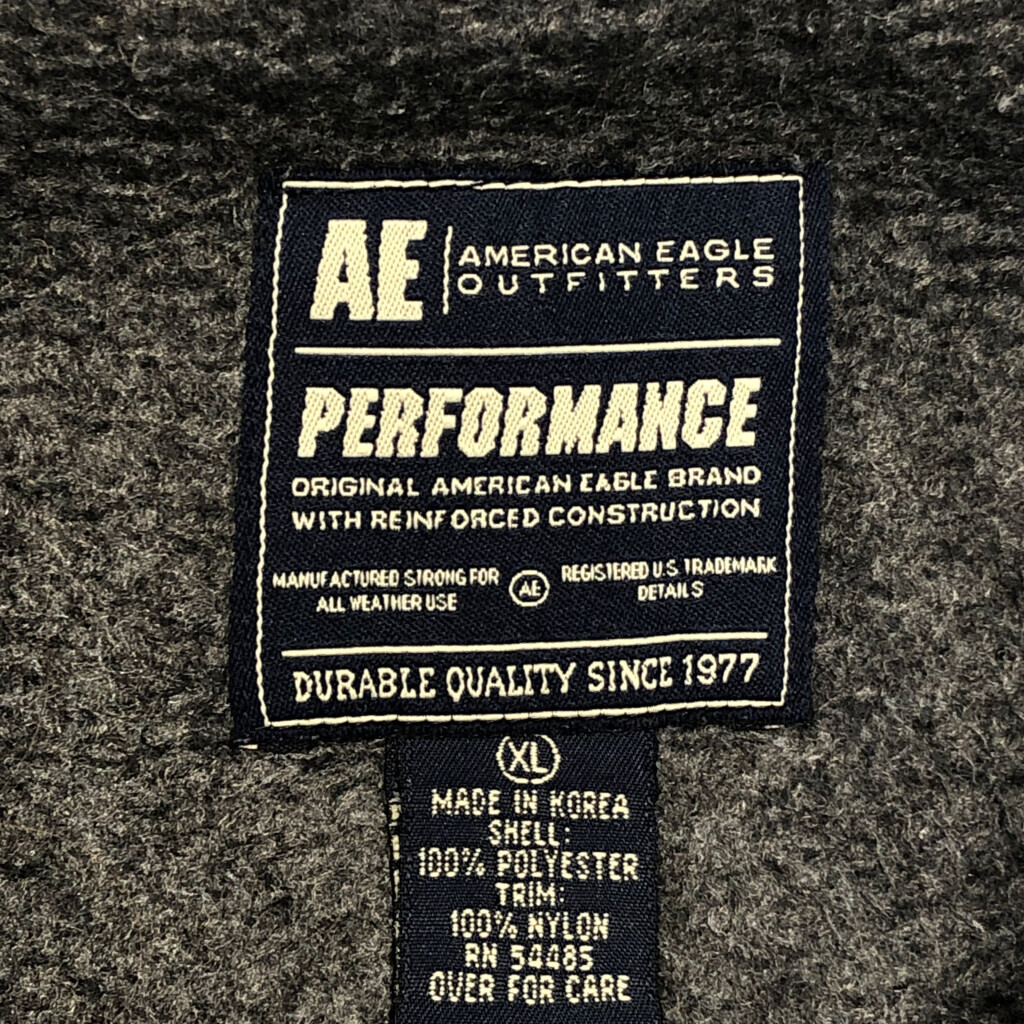 AE
AMERICAN EAGLE
OUTFITTERS
PERFORMANCE
ORIGINAL AMERICAN EAGLE BRAND
WITH REINFORCED CONSTRUCTION
MANUFACTURED STRONG FOR
ALL WEATHER USE
AE
REGISTERED U.S. TRADEMARK
DETAILS
DURABLE QUALITY SINCE 1977
XL
MADE IN KOREA
SHELL:
100% POLYESTER
TRIM:
100% NYLON
RN 54485
OVER FOR CARE